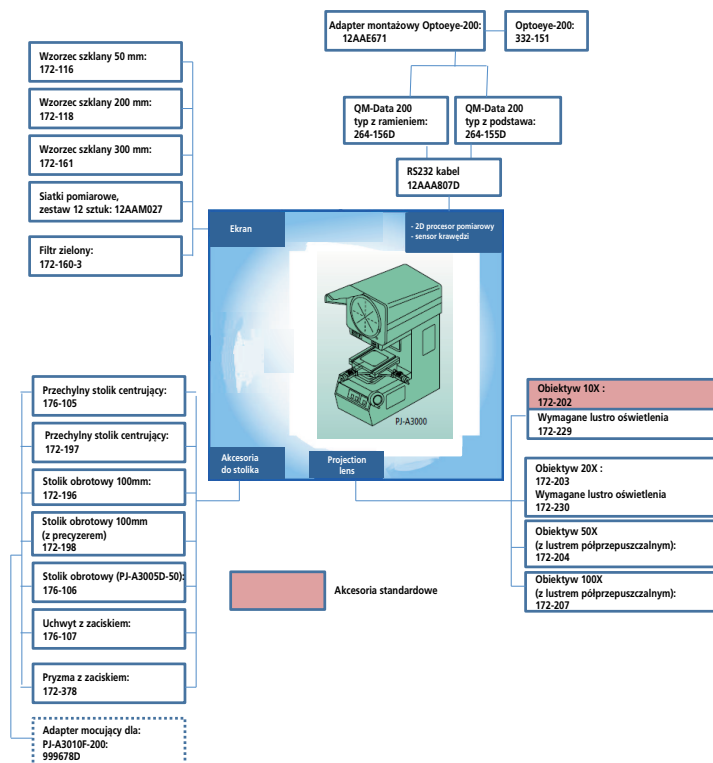 Adapter montażowy Optoeye-200:
12AAE671
Optoeye-200:
332-151
Wzorzec szklany 50 mm:
172-116
Wzorzec szklany 200 mm:
172-118
Wzorzec szklany 300 mm:
172-161
Siatki pomiarowe,
zestaw 12 sztuk: 12AAM027
Filtr zielony:
172-160-3
QM-Data 200
typ z ramieniem:
264-156D
QM-Data 200
typ z podstawa:
264-155D
RS232 kabel
12AAA807D
Ekran
- 2D procesor pomiarowy
- sensor krawędzi
PJ-A3000
Akcesoria
do stolika
Projection
lens
Przechylny stolik centrujący:
176-105
Przechylny stolik centrujący:
172-197
Stolik obrotowy 100mm:
172-196
Stolik obrotowy 100mm
(z precyzerem)
172-198
Stolik obrotowy (PJ-A3005D-50):
176-106
Uchwyt z zaciskiem:
176-107
Pryzma z zaciskiem:
172-378
Adapter mocujący dla:
PJ-A3010F-200:
999678D
Akcesoria standardowe
Obiektyw 10X :
172-202
Wymagane lustro oświetlenia
172-229
Obiektyw 20X :
172-203
Wymagane lustro oświetlenia
172-230
Obiektyw 50X
(z lustrem półprzepuszczalnym):
172-204
Obiektyw 100X
(z lustrem półprzepuszczalnym):
172-207